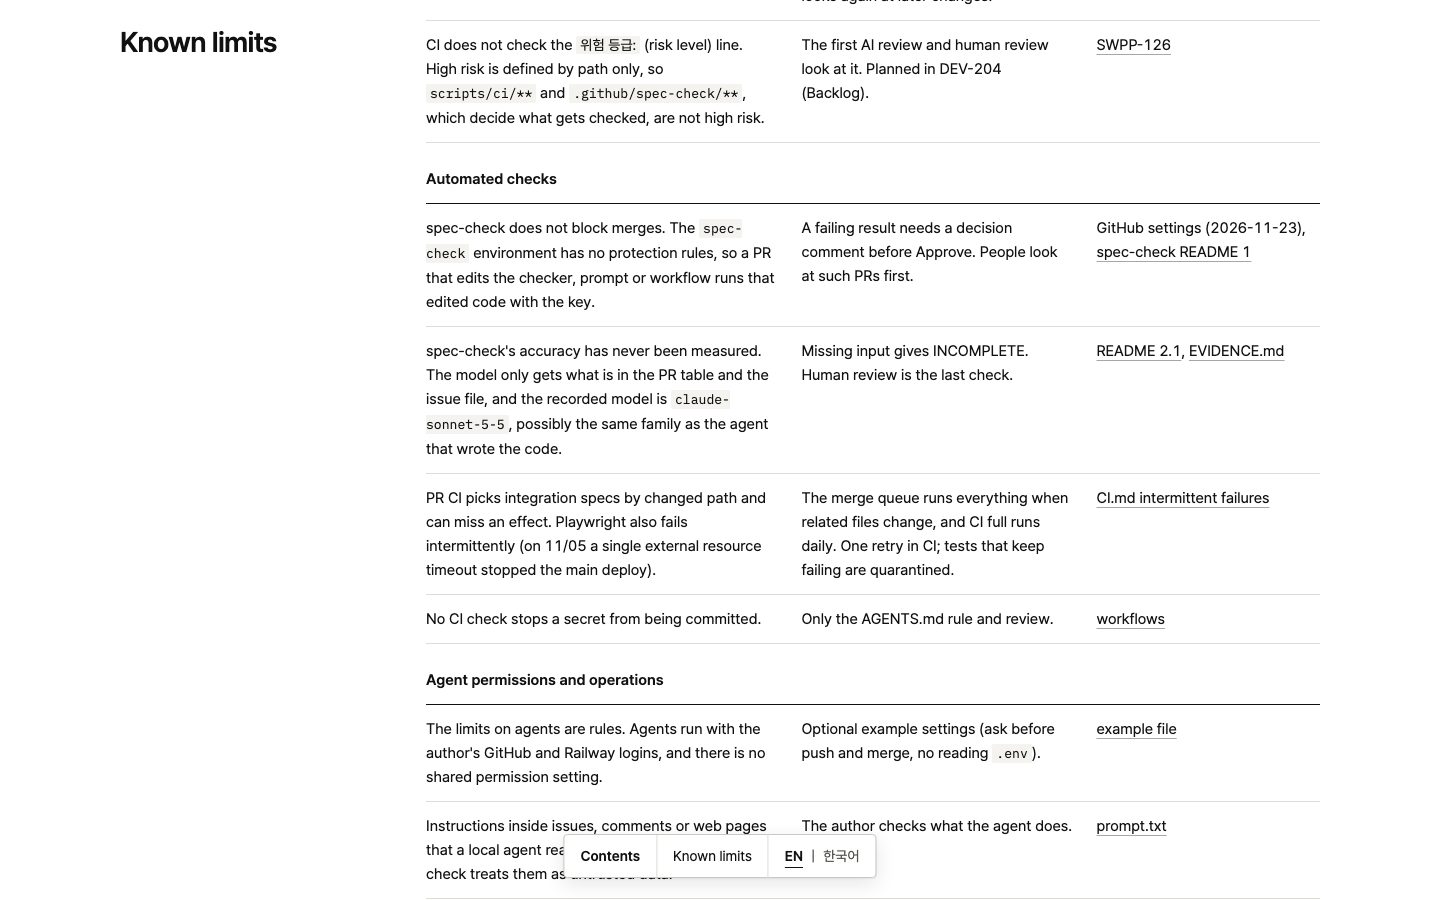 Known limits
CI does not check the 위험 등급: (risk level) line.
High risk is defined by path only, so
scripts/ci/** and .github/spec-check/**,
which decide what gets checked, are not high risk.
The first AI review and human review
look at it. Planned in DEV-204
(Backlog).
SWPP-126
Automated checks
spec-check does not block merges. The spec-
check environment has no protection rules, so a PR
that edits the checker, prompt or workflow runs that
edited code with the key.
A failing result needs a decision
comment before Approve. People look
at such PRs first.
GitHub settings (2026-11-23),
spec-check README 1
spec-check's accuracy has never been measured.
The model only gets what is in the PR table and the
issue file, and the recorded model is claude-
sonnet-5-5, possibly the same family as the agent
that wrote the code.
Missing input gives INCOMPLETE.
Human review is the last check.
README 2.1, EVIDENCE.md
PR CI picks integration specs by changed path and
can miss an effect. Playwright also fails
intermittently (on 11/05 a single external resource
timeout stopped the main deploy).
The merge queue runs everything when
related files change, and CI full runs
daily. One retry in CI; tests that keep
failing are quarantined.
CI.md intermittent failures
No CI check stops a secret from being committed.
Only the AGENTS.md rule and review.
workflows
Agent permissions and operations
The limits on agents are rules. Agents run with the
author's GitHub and Railway logins, and there is no
shared permission setting.
Optional example settings (ask before
push and merge, no reading .env).
example file
Instructions inside issues, comments or web pages
that a local agent
check treats them as
The author checks what the agent does.
prompt.txt
Contents
Known limits
EN | 한국어